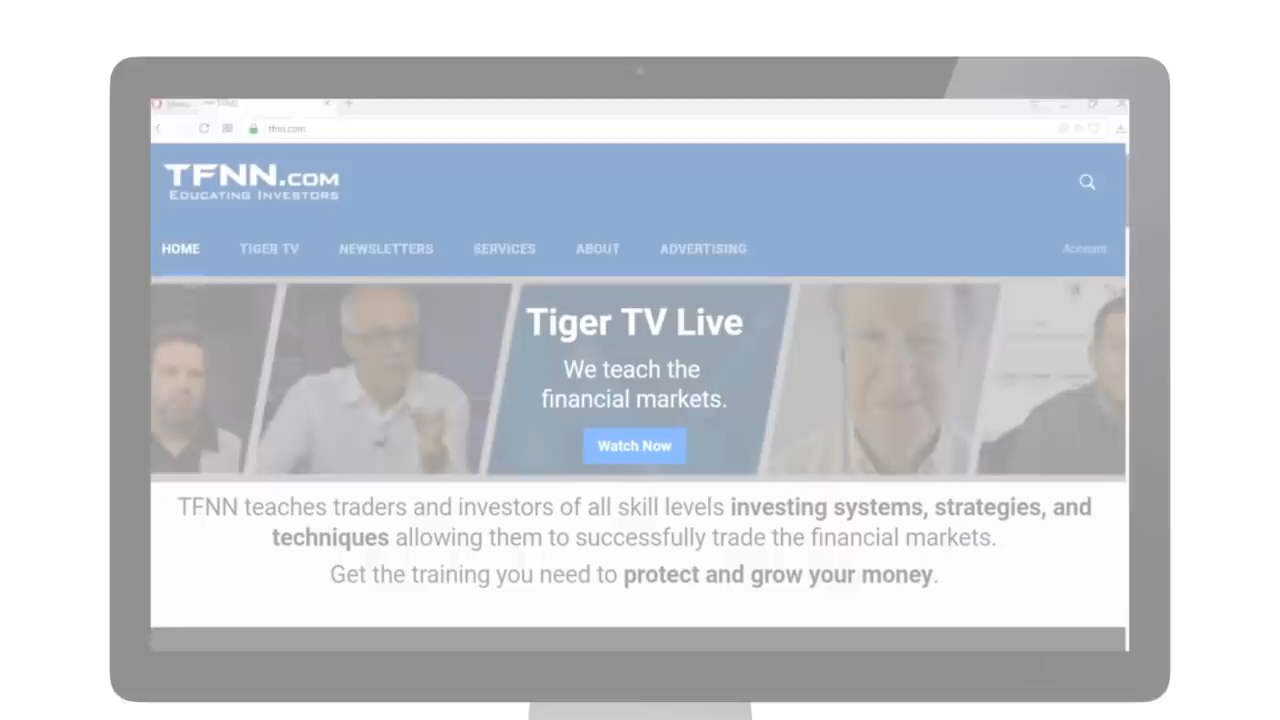 Menu
tfnn.com
TFNN.COM
EDUCATING INVESTORS
HOME TIGER TV NEWSLETTERS SERVICES ABOUT ADVERTISING Account
Tiger TV Live
We teach the
financial markets.
Watch Now
TFNN teaches traders and investors of all skill levels investing systems, strategies, and
techniques allowing them to successfully trade the financial markets.
Get the training you need to protect and grow your money.